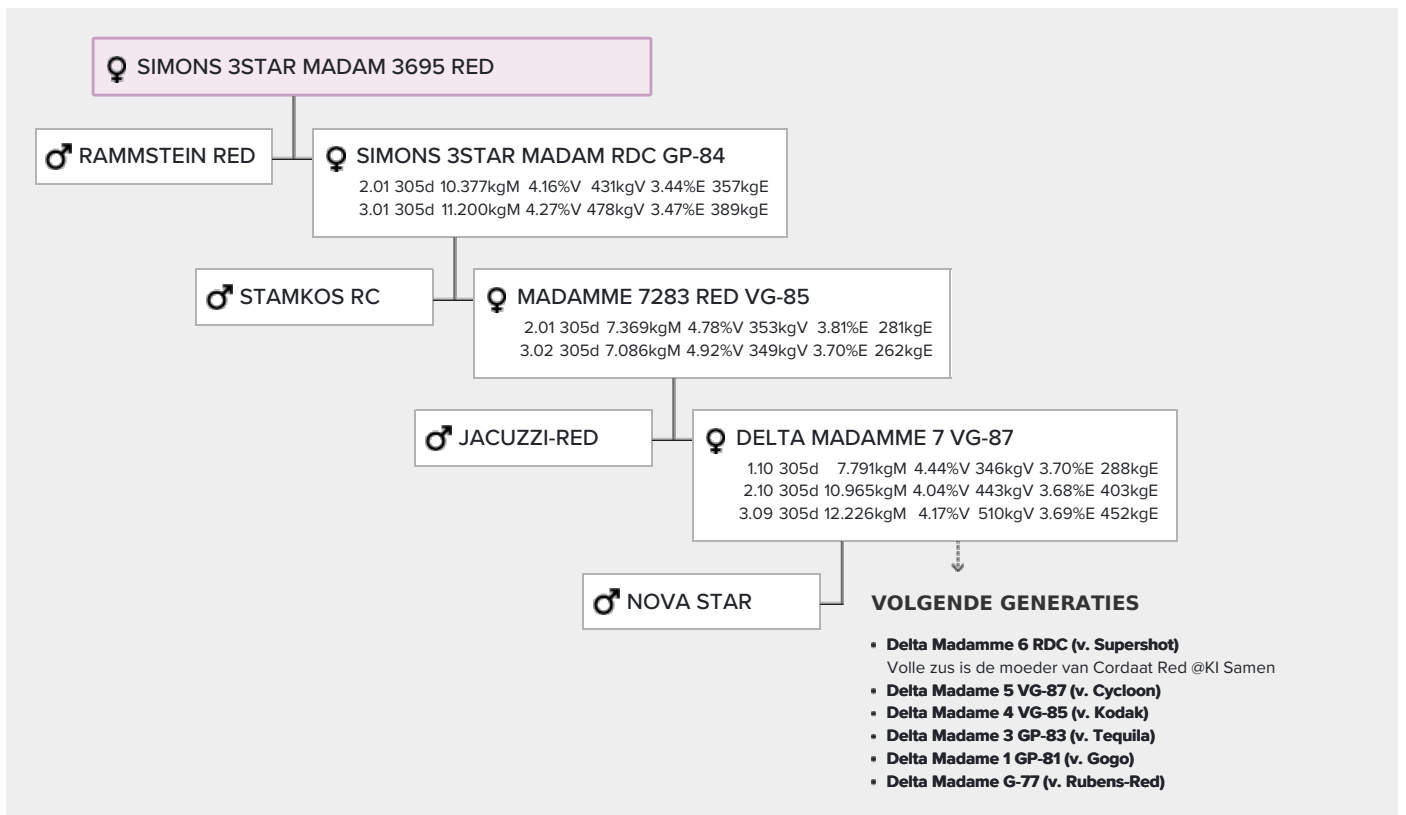 ♀ SIMONS 3STAR MADAM 3695 RED
♂ RAMMSTEIN RED
♀ SIMONS 3STAR MADAM RDC GP-84
2.01 305d 10.377kgM 4.16%V 431kgV 3.44%E 357kgE
3.01 305d 11.200kgM 4.27%V 478kgV 3.47%E 389kgE
♂ STAMKOS RC
♀ MADAMME 7283 RED VG-85
2.01 305d 7.369kgM 4.78%V 353kgV 3.81%E 281kgE
3.02 305d 7.086kgM 4.92%V 349kgV 3.70%E 262kgE
♂ JACUZZI-RED
♀ DELTA MADAMME 7 VG-87
1.10 305d 7.791kgM 4.44%V 346kgV 3.70%E 288kgE
2.10 305d 10.965kgM 4.04%V 443kgV 3.68%E 403kgE
3.09 305d 12.226kgM 4.17%V 510kgV 3.69%E 452kgE
♂ NOVA STAR
VOLGENDE GENERATIES
• Delta Madamme 6 RDC (v. Supershot)
Volle zus is de moeder van Cordaat Red @KI Samen
• Delta Madame 5 VG-87 (v. Cycloon)
• Delta Madame 4 VG-85 (v. Kodak)
• Delta Madame 3 GP-83 (v. Tequila)
• Delta Madame 1 GP-81 (v. Gogo)
• Delta Madame G-77 (v. Rubens-Red)